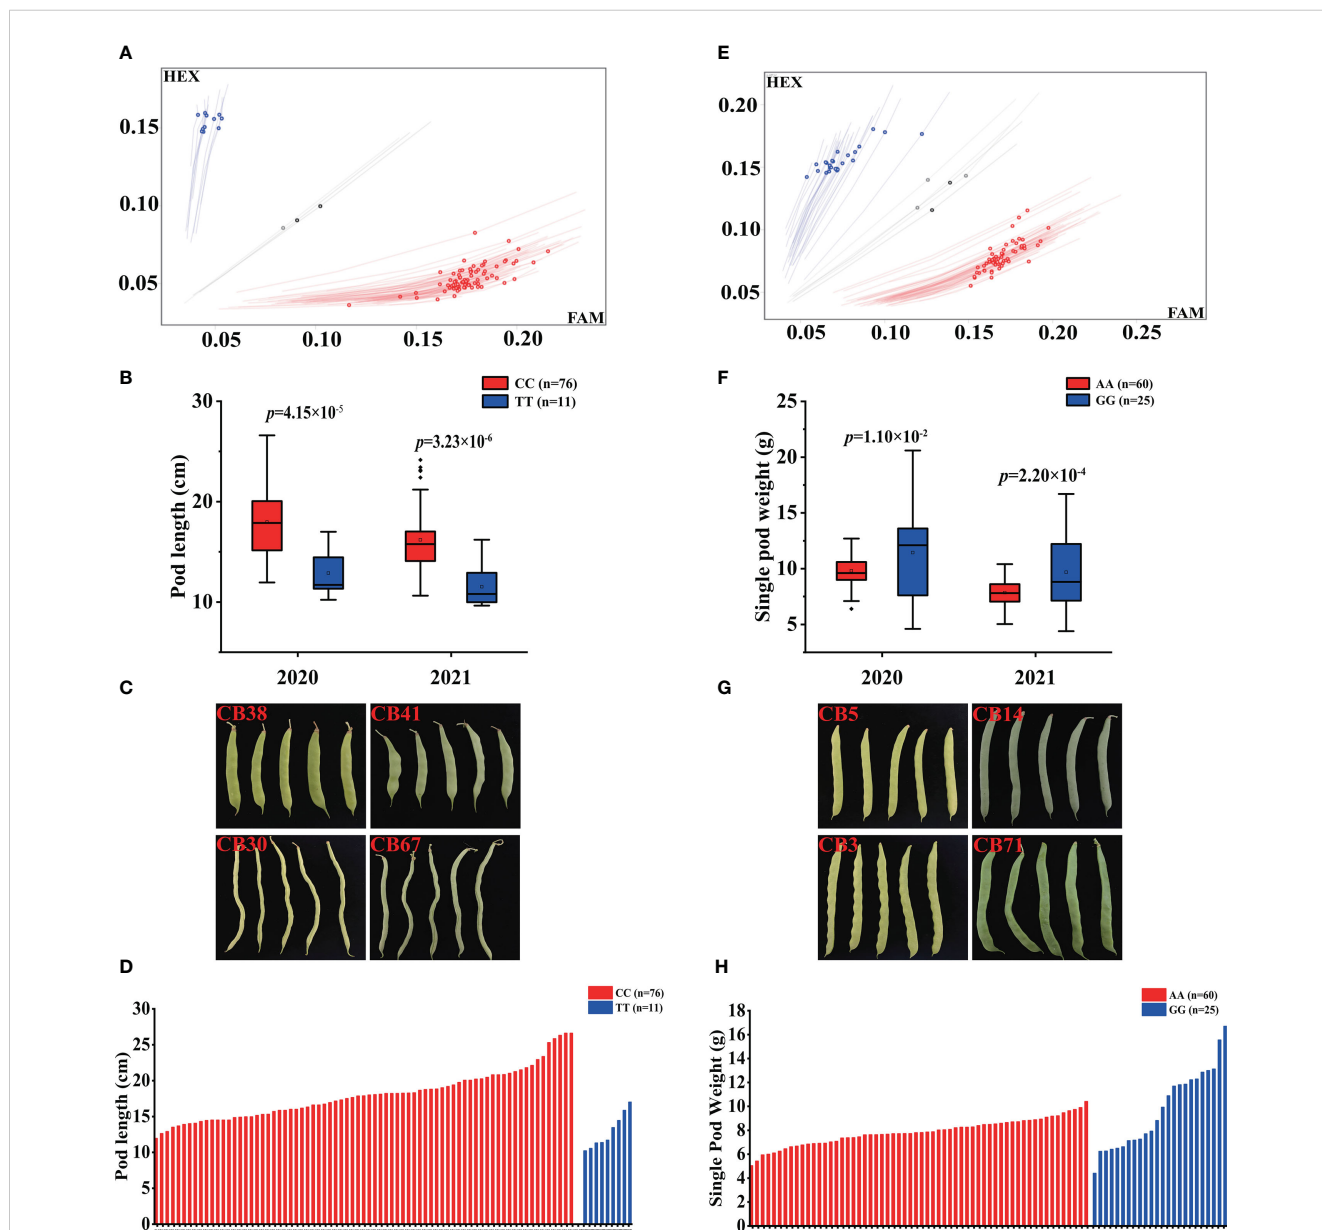 A
HEX
0.15
0.10
0.05
FAM
0.05
0.10
0.15
0.20
E
HEX
0.20
0.15
0.10
0.05
FAM
0.05
0.10
0.15
0.20
0.25
B
CC (n=76)
TT (n=11)
p=4.15×10-5
p=3.23×10-6
Pod length (cm)
30
20
10
2020
2021
F
AA (n=60)
GG (n=25)
p=1.10×10-2
p=2.20×10-4
Single pod weight (g)
25
20
15
10
5
2020
2021
C
CB38
CB41
CB30
CB67
G
CB5
CB14
CB3
CB71
D
CC (n=76)
TT (n=11)
Pod length (cm)
30
25
20
15
10
5
0
H
AA (n=60)
GG (n=25)
Single Pod Weight (g)
18
16
14
12
10
8
6
4
2
0